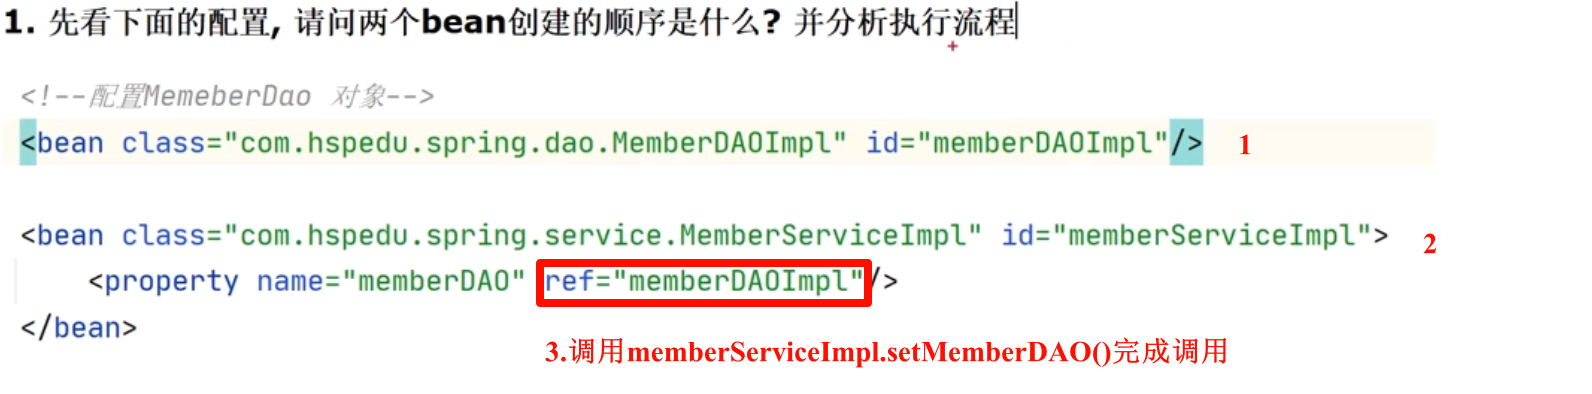 1. 先看下面的配置, 请问两个bean创建的顺序是什么? 并分析执行流程
<!--配置MemeberDao 对象-->
<bean class="com.hspedu.spring.dao.MemberDAOImpl" id="memberDAOImpl"/> 1
<bean class="com.hspedu.spring.service.MemberServiceImpl" id="memberServiceImpl"> 2
<property name="memberDAO" ref="memberDAOImpl"/>
</bean>
3.调用memberServiceImpl.setMemberDAO()完成调用